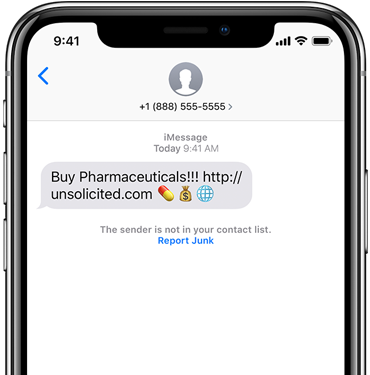 9:41
+1 (888) 555-5555 >
iMessage
Today 9:41 AM
Buy Pharmaceuticals!!! http://
unsolicited.com 💊💰🌐
The sender is not in your contact list.
Report Junk